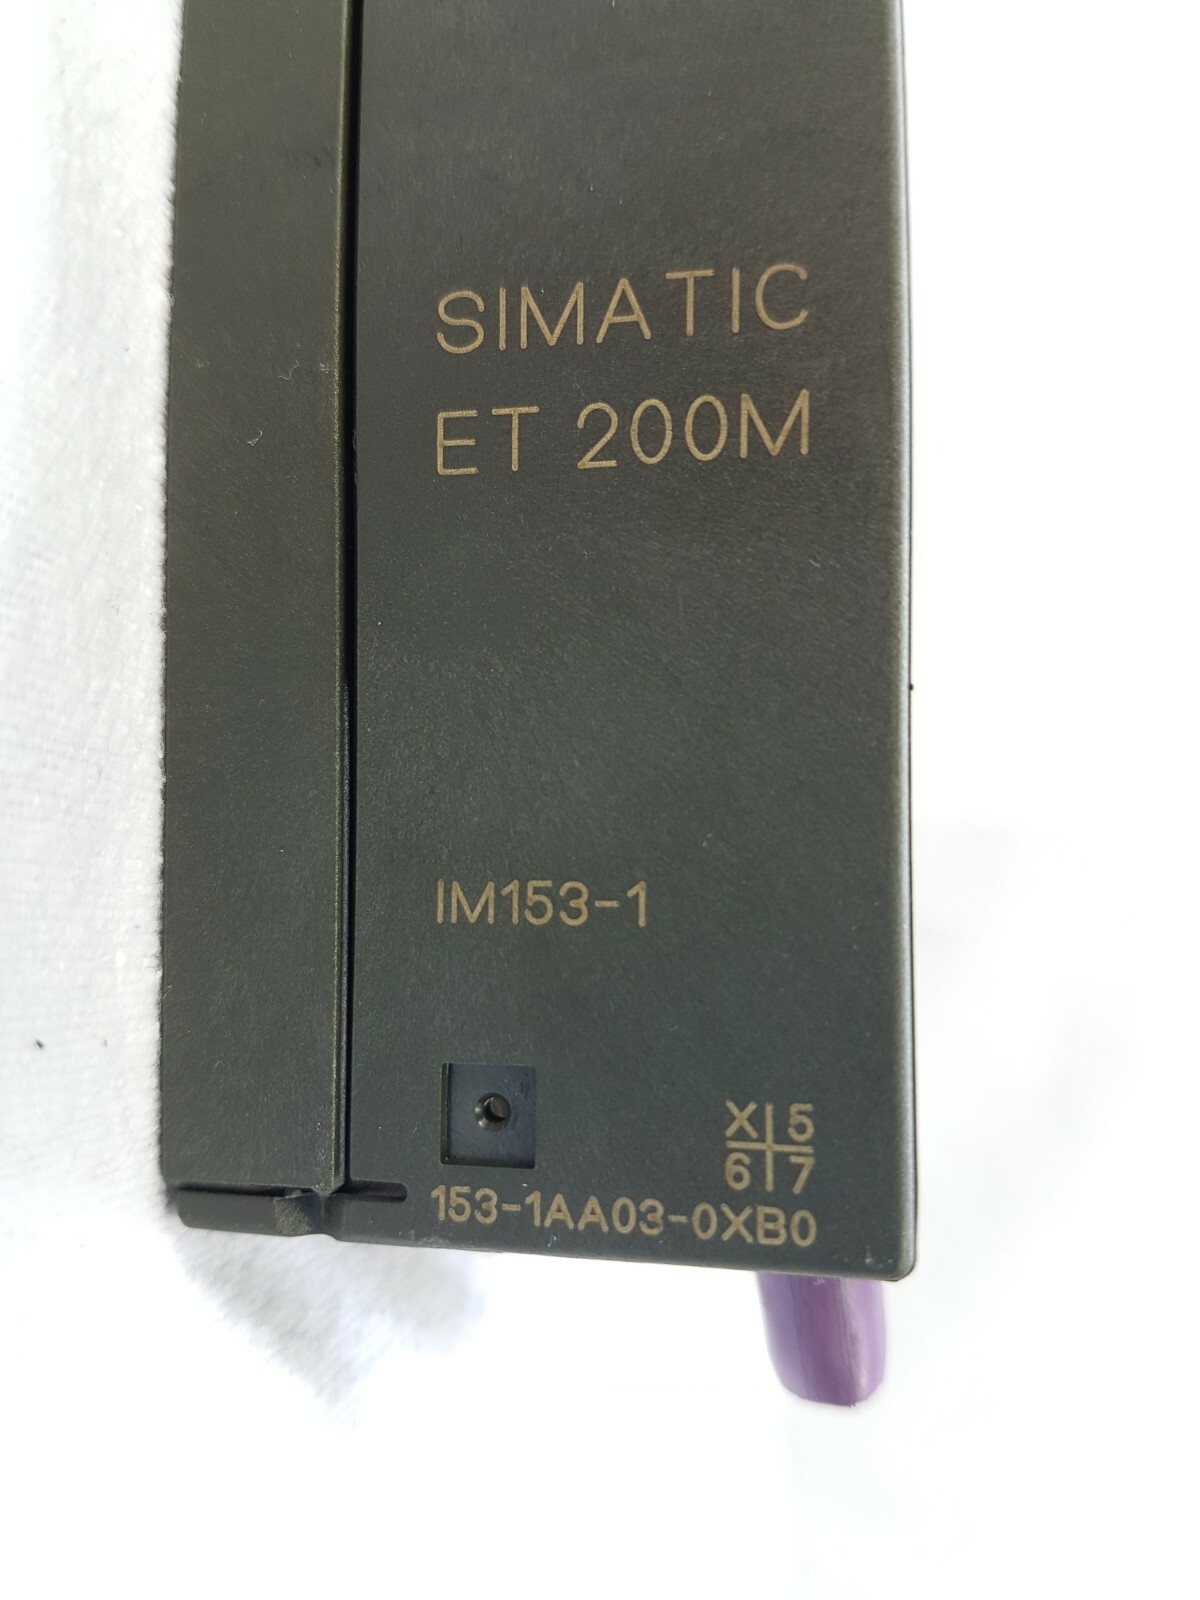 SIMATIC
ET 200M
IM153-1
X 5
6 7
153-1AA03-0XB0